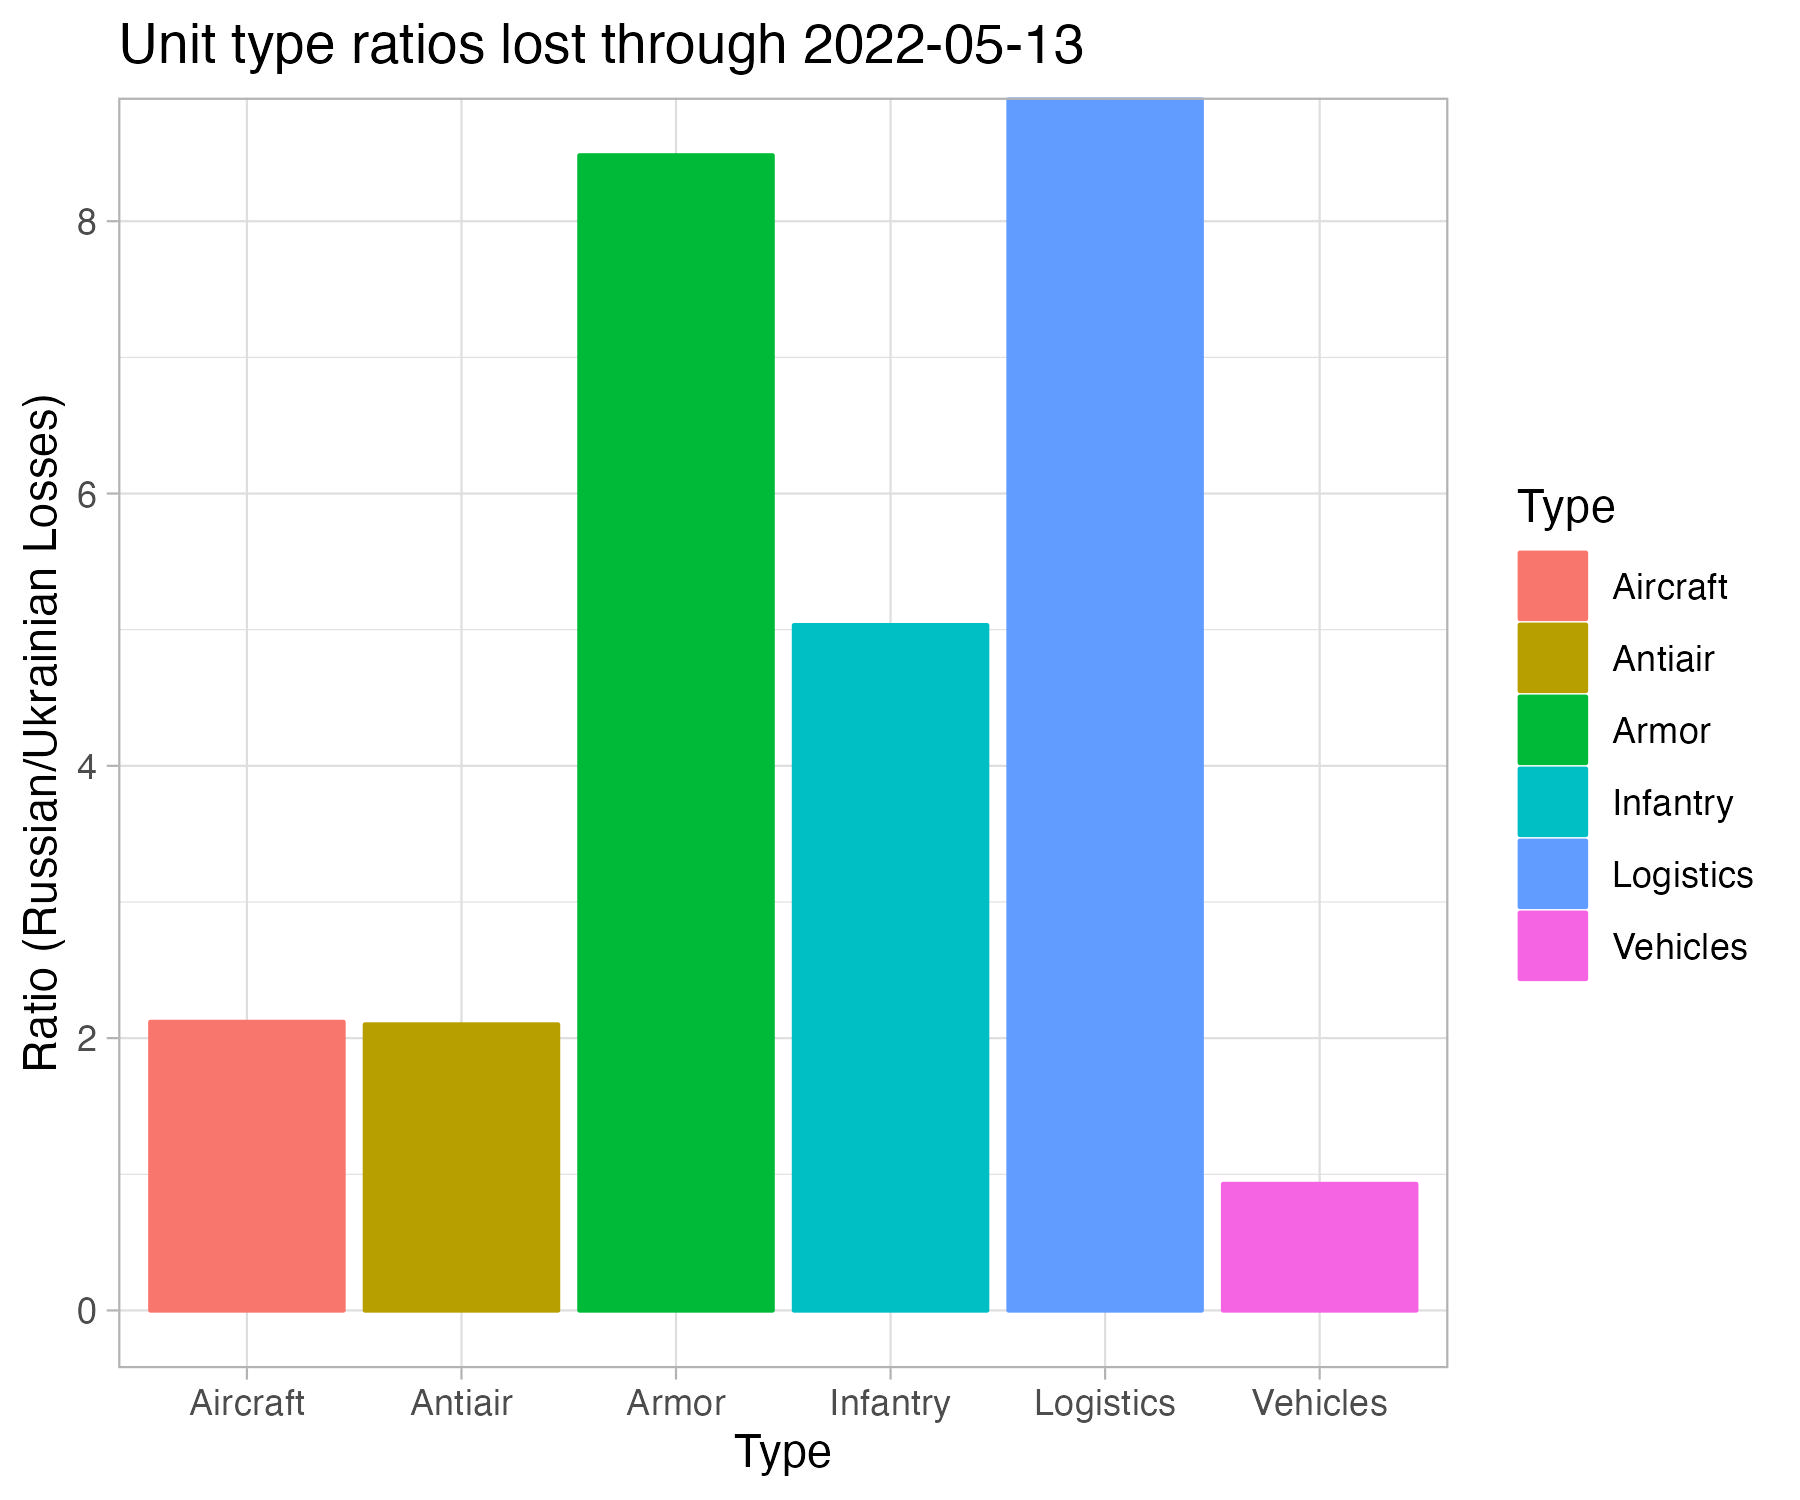 Unit type ratios lost through 2022-05-13
Ratio (Russian/Ukrainian Losses)
8
6
4
2
0
Aircraft
Antiair
Armor
Infantry
Logistics
Vehicles
Type
Type
Aircraft
Antiair
Armor
Infantry
Logistics
Vehicles